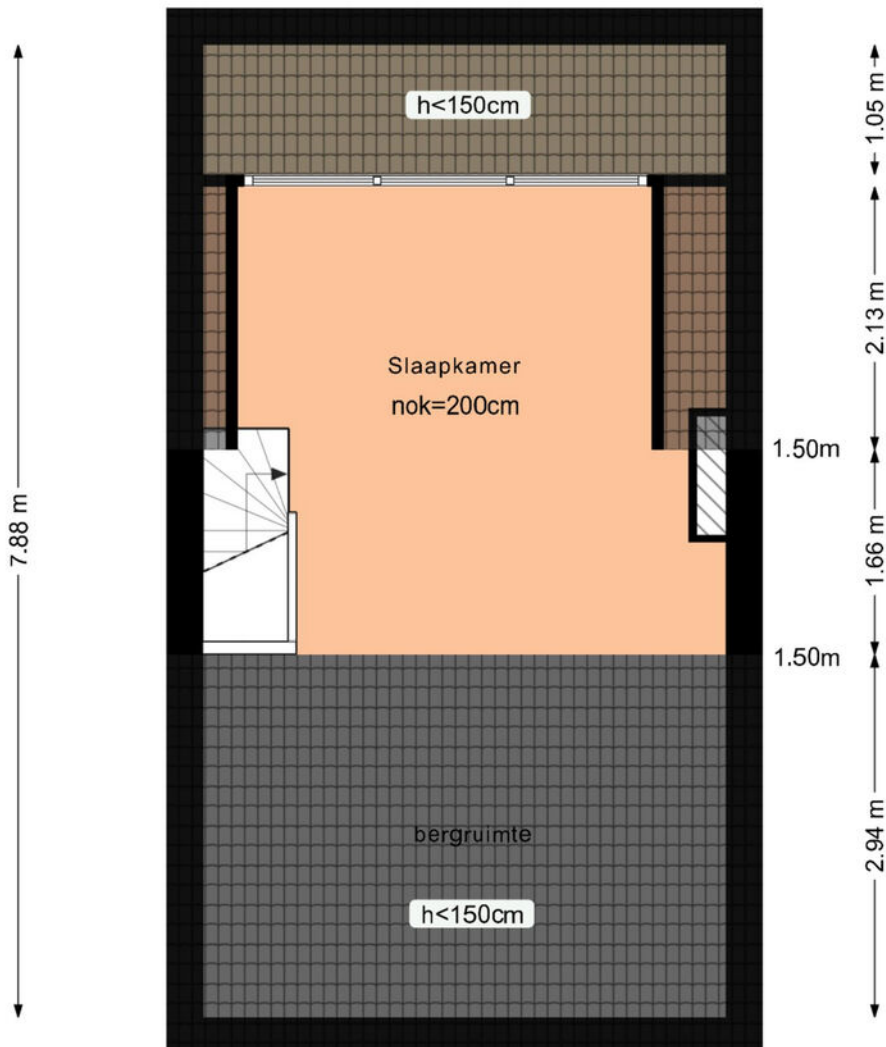 h<150cm
1.05 m
2.13 m
Slaapkamer
nok=200cm
1.50m
7.88 m
1.66 m
1.50m
bergruimte
2.94 m
h<150cm